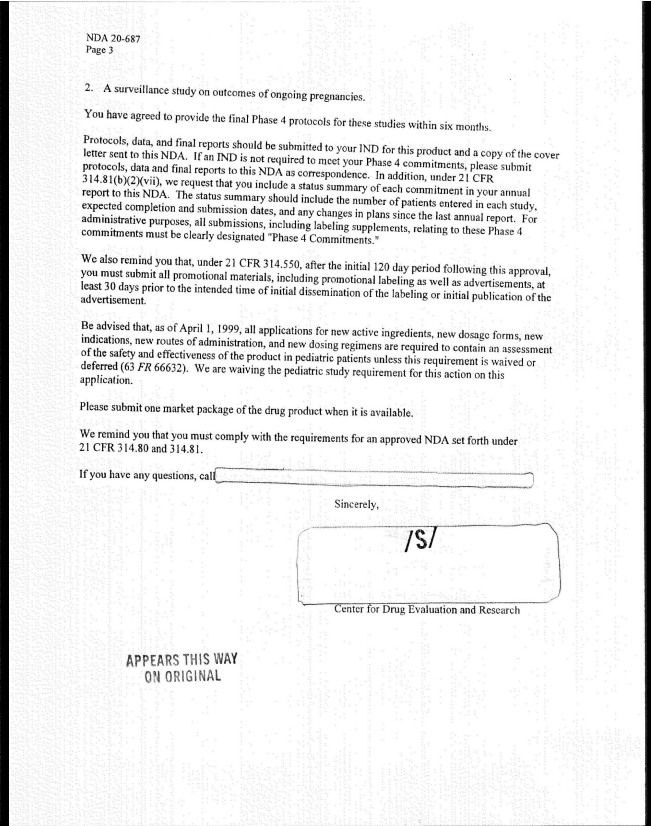 NDA 20-687
Page 3
2. A surveillance study on outcomes of ongoing pregnancies.
You have agreed to provide the final Phase 4 protocols for these studies within six months.
Protocols, data, and final reports should be submitted to your IND for this product and a copy of the cover
letter sent to this NDA. If an IND is not required to meet your Phase 4 commitments, please submit
protocols, data and final reports to this NDA as correspondence. In addition, under 21 CFR
314.81(b)(2)(vii), we request that you include a status summary of each commitment in your annual
report to this NDA. The status summary should include the number of patients entered in each study,
expected completion and submission dates, and any changes in plans since the last annual report. For
administrative purposes, all submissions, including labeling supplements, relating to these Phase 4
commitments must be clearly designated "Phase 4 Commitments."
We also remind you that, under 21 CFR 314.550, after the initial 120 day period following this approval,
you must submit all promotional materials, including promotional labeling as well as advertisements, at
least 30 days prior to the intended time of initial dissemination of the labeling or initial publication of the
advertisement.
Be advised that, as of April 1, 1999, all applications for new active ingredients, new dosage forms, new
indications, new routes of administration, and new dosing regimens are required to contain an assessment
of the safety and effectiveness of the product in pediatric patients unless this requirement is waived or
deferred (63 FR 66632). We are waiving the pediatric study requirement for this action on this
application.
Please submit one market package of the drug product when it is available.
We remind you that you must comply with the requirements for an approved NDA set forth under
21 CFR 314.80 and 314.81.
If you have any questions, call
Sincerely,
/S/
Center for Drug Evaluation and Research
APPEARS THIS WAY
ON ORIGINAL